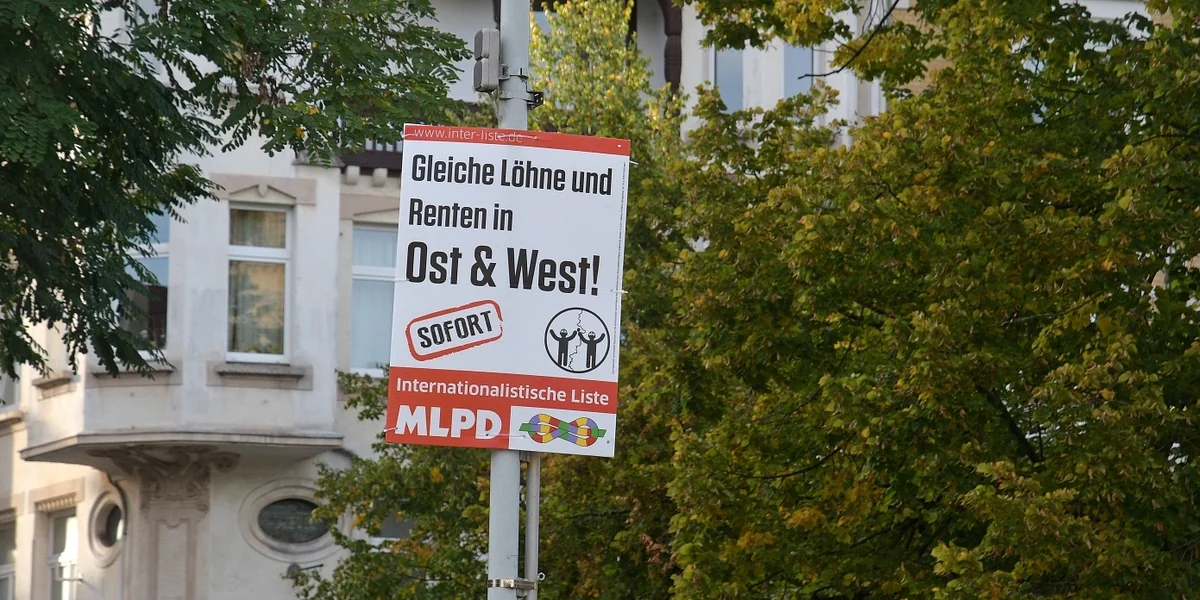 www.inter-liste.de
Gleiche Löhne und
Renten in
Ost & West!
SOFORT
Internationalistische Liste
MLPD